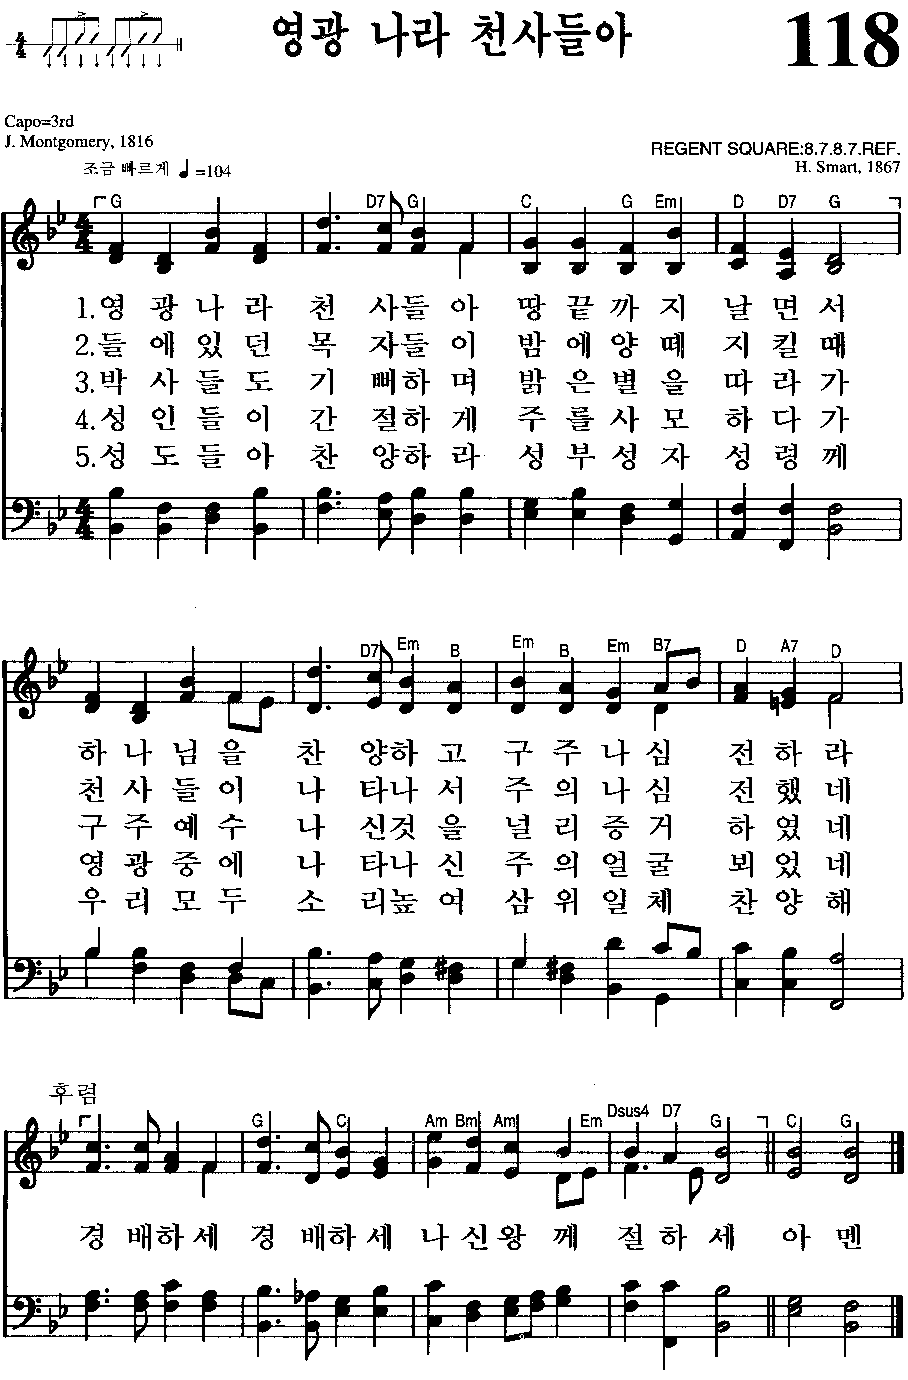 영광 나라 천사들아 118
Capo=3rd
J. Montgomery, 1816
REGENT SQUARE:8.7.8.7.REF.
조금 빠르게 ♩=104
H. Smart, 1867
G D7 G C G Em D D7 G
1.영 광 나 라 천 사들 아 땅 끝 까 지 날 면 서
2.들 에 있 던 목 자들 이 밤 에 양 떼 지 킬 때
3.박 사 들 도 기 뻐하 며 밝 은 별 을 따 라 가
4.성 인 들 이 간 절하 게 주 를 사 모 하 다 가
5.성 도 들 아 찬 양하 라 성 부 성 자 성 령 께
D7 Em B Em B Em B7 D A7 D
하 나 님 을 찬 양하 고 구 주 나 심 전 하 라
천 사 들 이 나 타나 서 주 의 나 심 전 했 네
구 주 예 수 나 신것 을 널 리 증 거 하 였 네
영 광 중 에 나 타나 신 주 의 얼 굴 뵈 었 네
우 리 모 두 소 리높 여 삼 위 일 체 찬 양 해
후렴
G C Am Bm Am Em Dsus4 D7 G C G
경 배하 세 경 배하 세 나 신 왕 께 절 하 세 아 멘